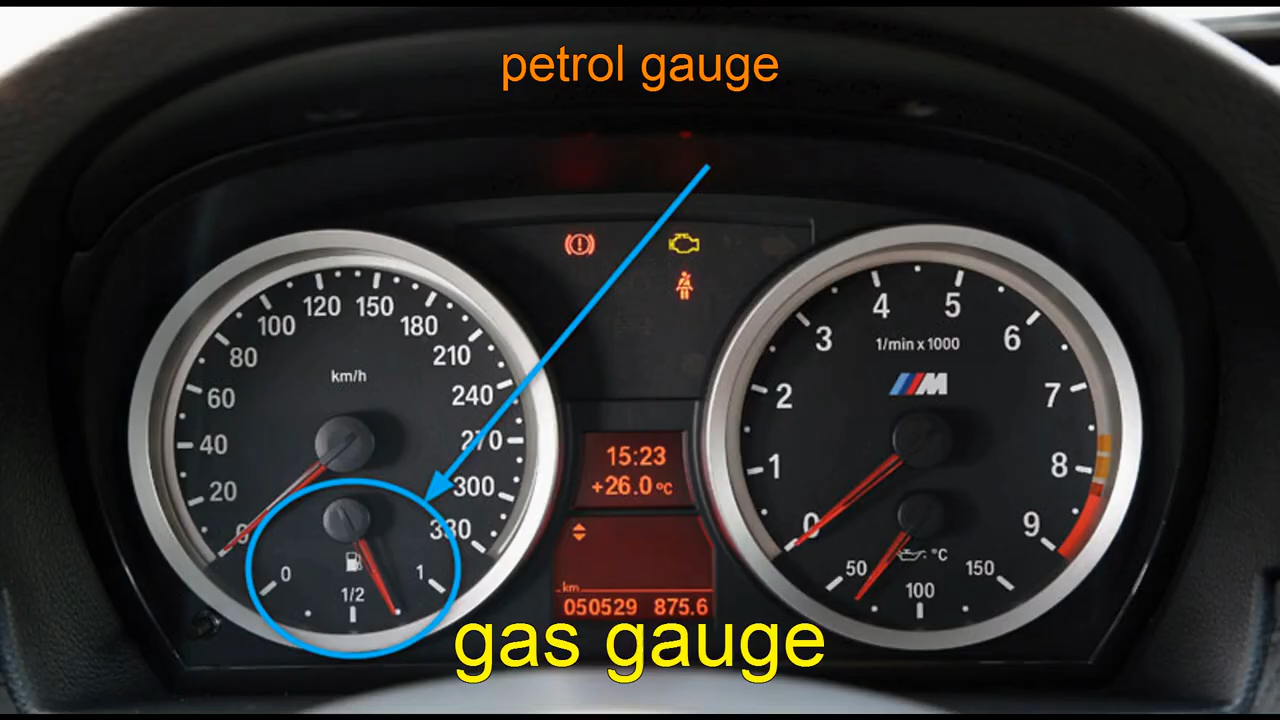 petrol gauge
120 150
100 180
80 210
60 240
40 270
20 300
0 330
km/h
0 1/2 1
15:23
+26.0 °C
km
050529 875.6
4 5
3 6
1/min x 1000
M
2 7
1 8
0 9
°C
50 100 150
gas gauge